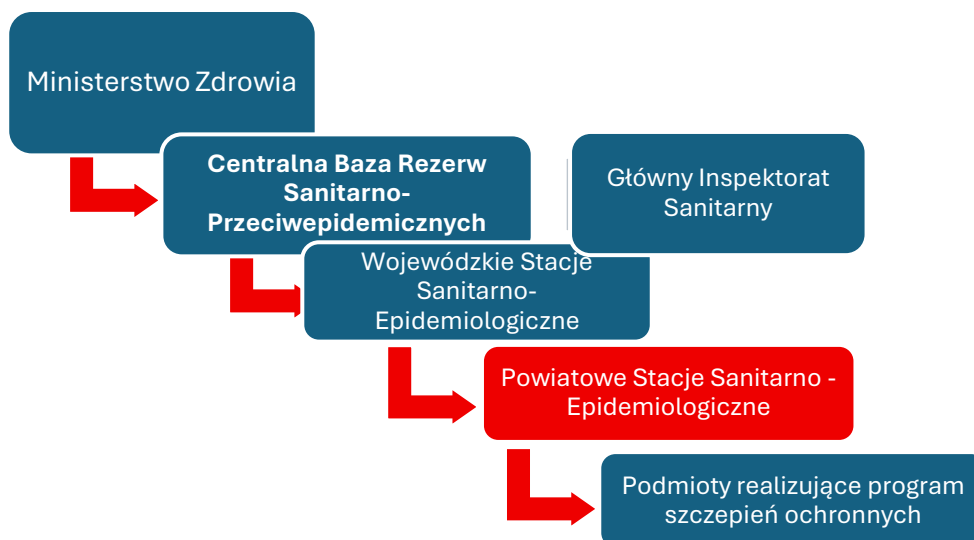 Ministerstwo Zdrowia
Centralna Baza Rezerw
Sanitarno-
Przeciwepidemicznych
Główny Inspektorat
Sanitarny
Wojewódzkie Stacje
Sanitarno-
Epidemiologiczne
Powiatowe Stacje Sanitarno -
Epidemiologiczne
Podmioty realizujące program
szczepień ochronnych